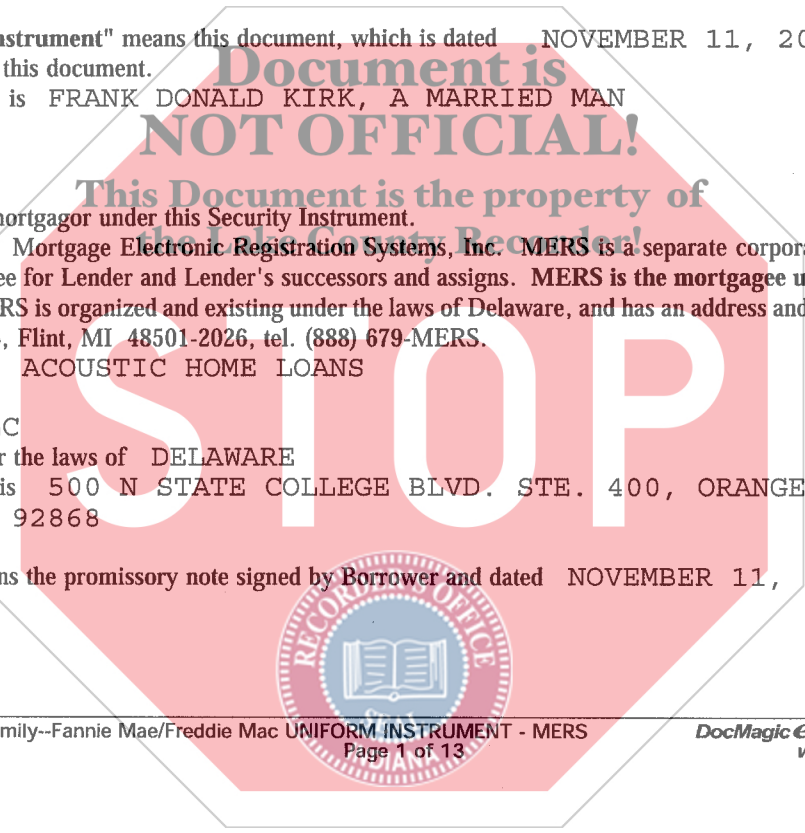 nstrument" means this document, which is dated NOVEMBER 11, 20
this document.
Document is
is FRANK DONALD KIRK, A MARRIED MAN
NOT OFFICIAL!
This Document is the property of
nortgagor under this Security Instrument.
the Lake County Recorder!
Mortgage Electronic Registration Systems, Inc. MERS is a separate corpora
ee for Lender and Lender's successors and assigns. MERS is the mortgagee u
RS is organized and existing under the laws of Delaware, and has an address and
, Flint, MI 48501-2026, tel. (888) 679-MERS.
ACOUSTIC HOME LOANS
STOP
C
r the laws of DELAWARE
is 500 N STATE COLLEGE BLVD. STE. 400, ORANGE
92868
ns the promissory note signed by Borrower and dated NOVEMBER 11,
RECORDER'S OFFICE
SEAL
INDIANA
mily--Fannie Mae/Freddie Mac UNIFORM INSTRUMENT - MERS
Page 1 of 13
DocMagic